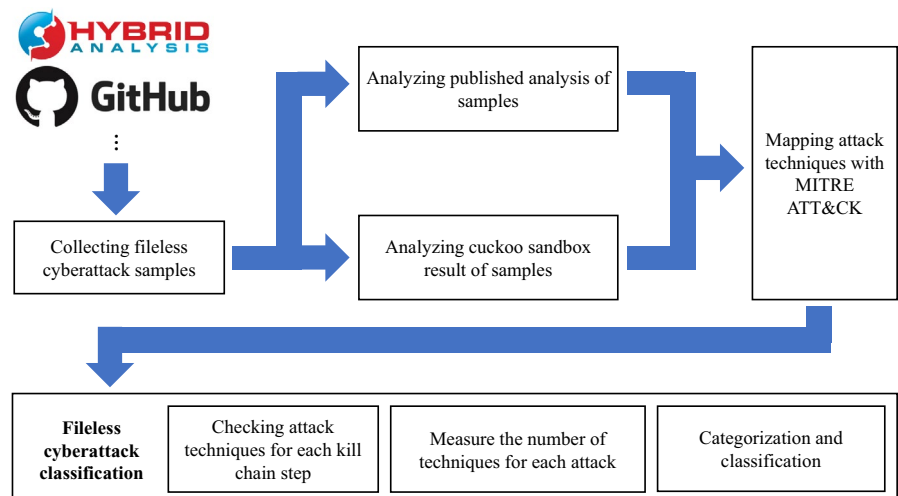 HYBRID
ANALYSIS
GitHub
...
Collecting fileless
cyberattack samples
Analyzing published analysis of
samples
Analyzing cuckoo sandbox
result of samples
Mapping attack
techniques with
MITRE
ATT&CK
Fileless
cyberattack
classification
Checking attack
techniques for each kill
chain step
Measure the number of
techniques for each attack
Categorization and
classification